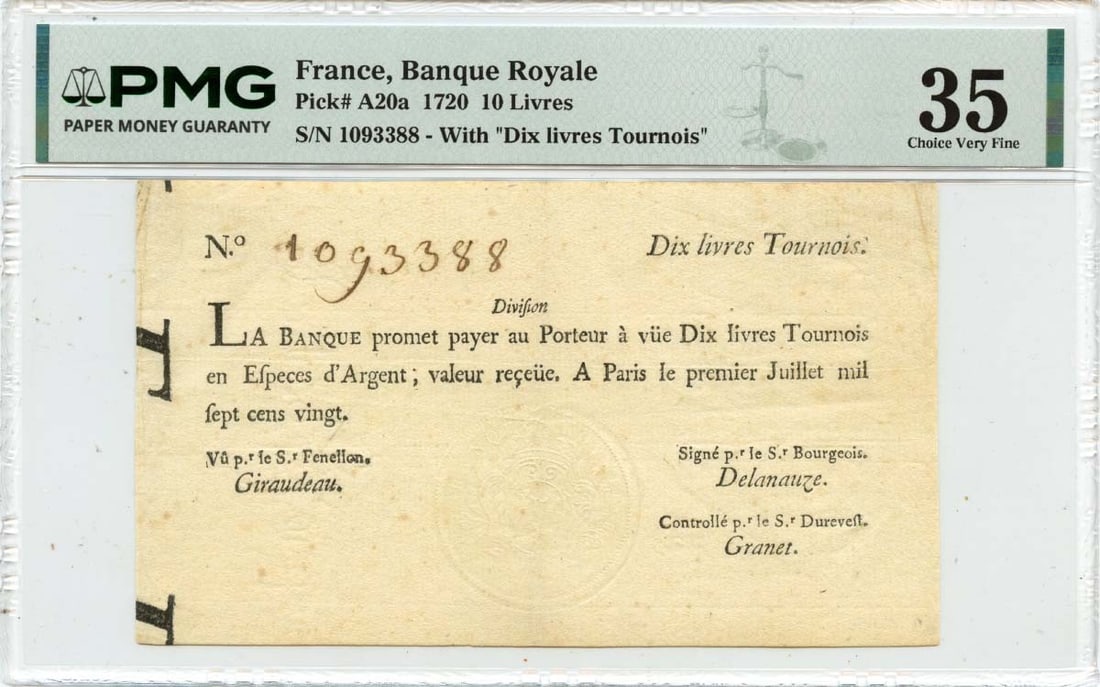 PMG
PAPER MONEY GUARANTY
France, Banque Royale
Pick# A20a 1720 10 Livres
S/N 1093388 - With "Dix livres Tournois"
35
Choice Very Fine
N.º 1093388
Dix livres Tournois.
Diviſion
LA BANQUE promet payer au Porteur à vüe Dix livres Tournois
en Eſpeces d'Argent ; valeur reçeüe. A Paris le premier Juillet mil
ſept cens vingt.
Vû p.r le S.r Fenellon.
Giraudeau.
Signé p.r le S.r Bourgeois.
Delanauze.
Controllé p.r le S.r Dureveſt.
Granet.